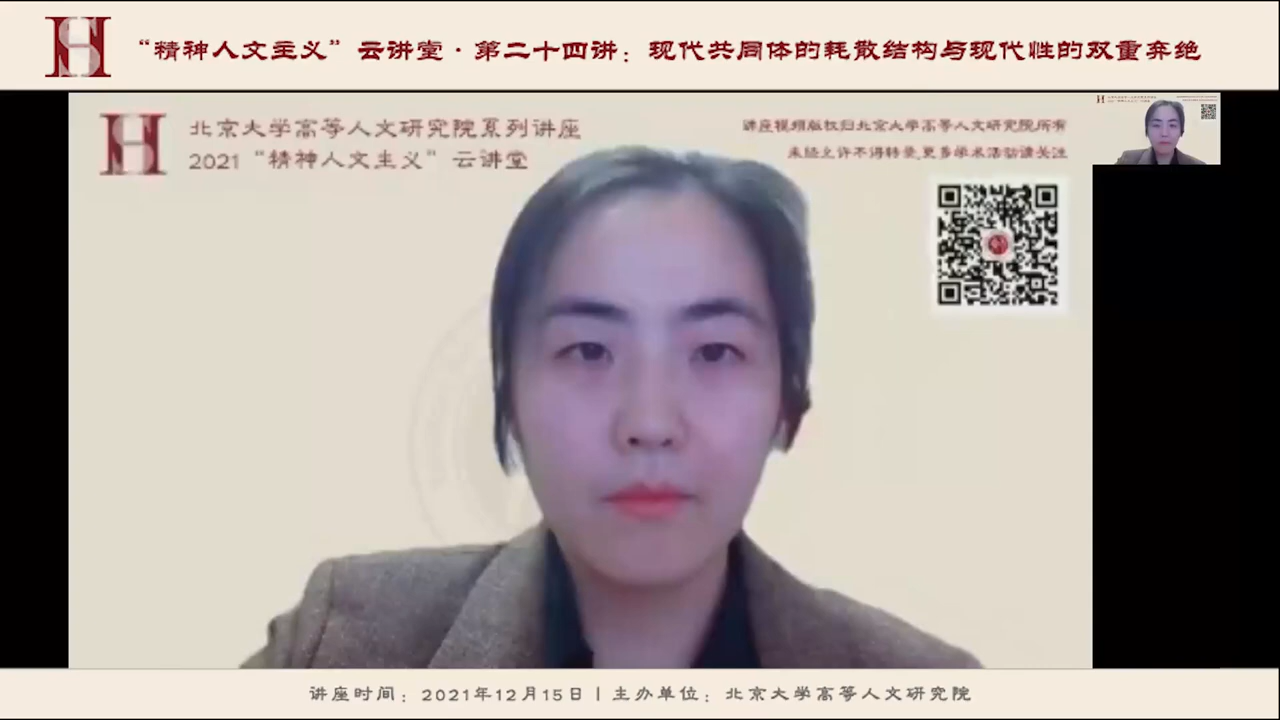 “精神人文主义”云讲堂·第二十四讲：现代共同体的耗散结构与现代性的双重弃绝
北京大学高等人文研究院系列讲座
2021“精神人文主义”云讲堂
讲座视频版权归北京大学高等人文研究院所有
未经允许不得转录,更多学术活动请关注
讲座时间：2021年12月15日 | 主办单位：北京大学高等人文研究院